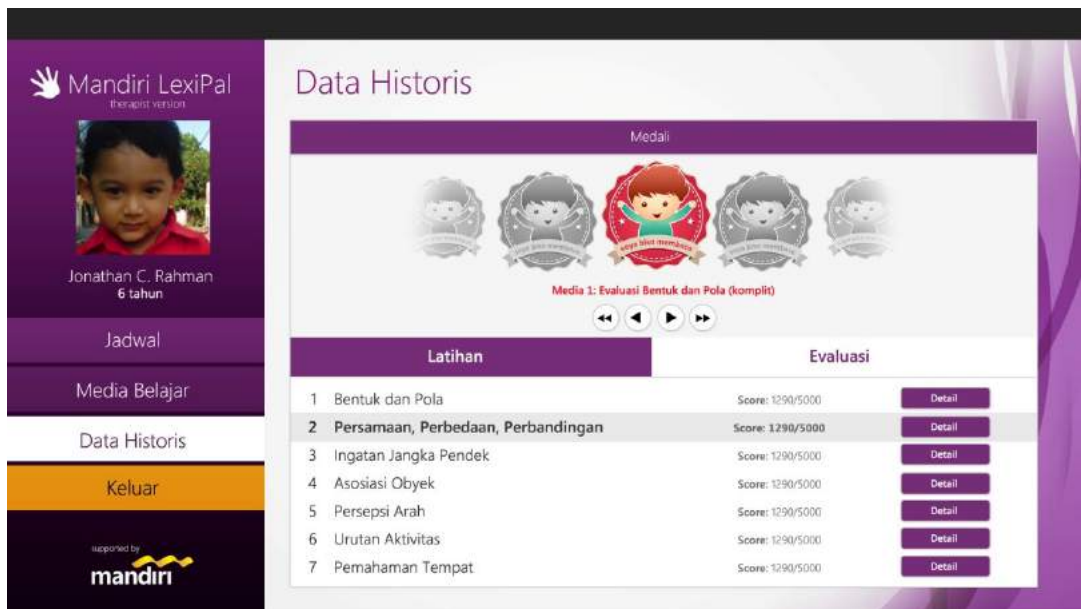 Mandiri LexiPal
therapist version
Jonathan C. Rahman
6 tahun
Jadwal
Media Belajar
Data Historis
Keluar
supported by
mandiri
Data Historis
Medali
saya bisa membaca
Media 1: Evaluasi Bentuk dan Pola (komplit)
Latihan Evaluasi
1 Bentuk dan Pola Score: 1290/5000 Detail
2 Persamaan, Perbedaan, Perbandingan Score: 1290/5000 Detail
3 Ingatan Jangka Pendek Score: 1290/5000 Detail
4 Asosiasi Obyek Score: 1290/5000 Detail
5 Persepsi Arah Score: 1290/5000 Detail
6 Urutan Aktivitas Score: 1290/5000 Detail
7 Pemahaman Tempat Score: 1290/5000 Detail